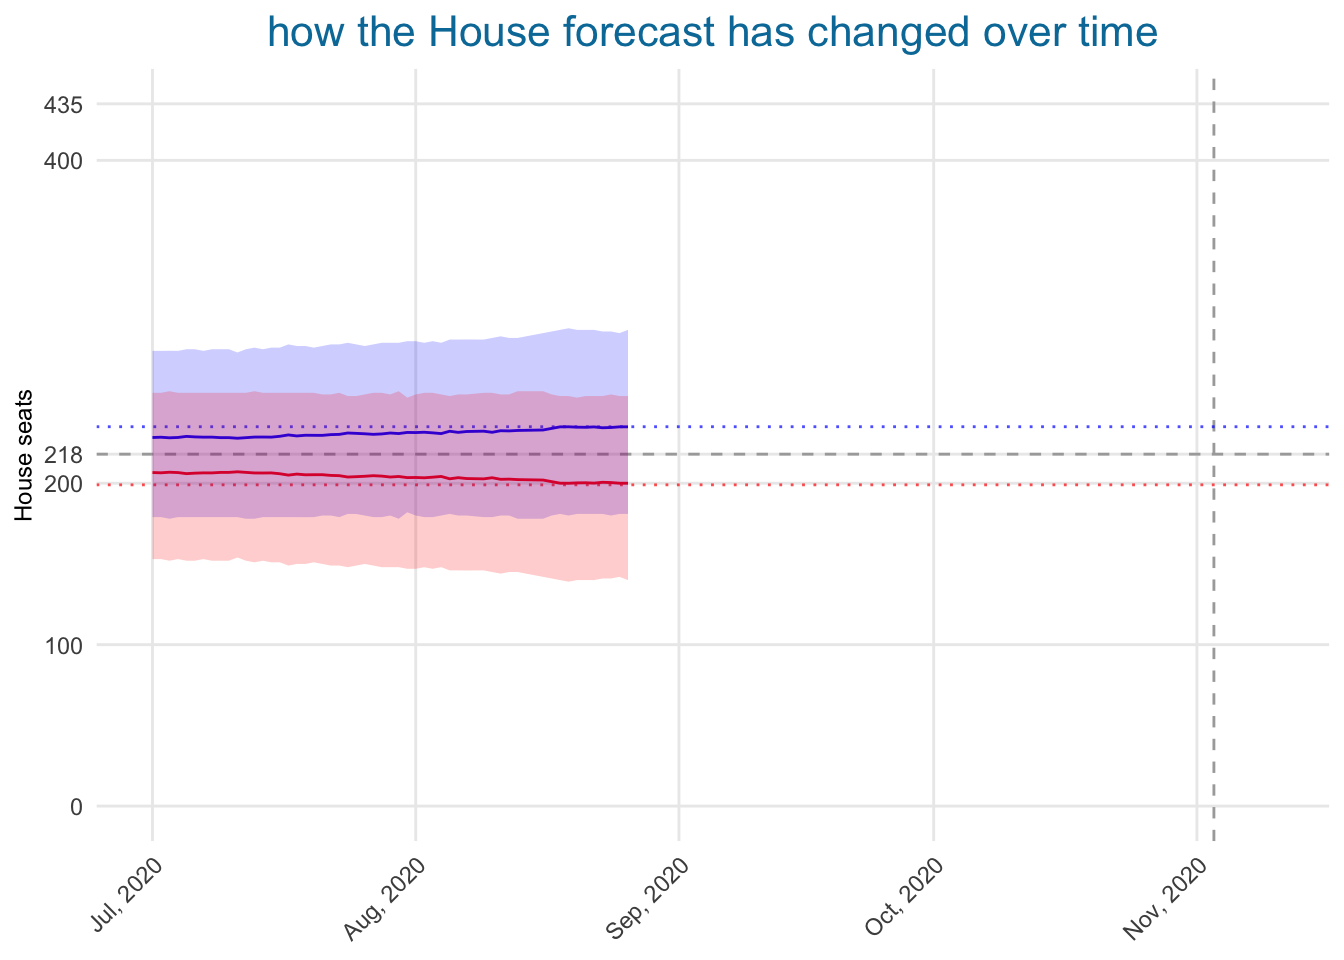 how the House forecast has changed over time
435
400
218
200
100
0
House seats
Jul, 2020
Aug, 2020
Sep, 2020
Oct, 2020
Nov, 2020